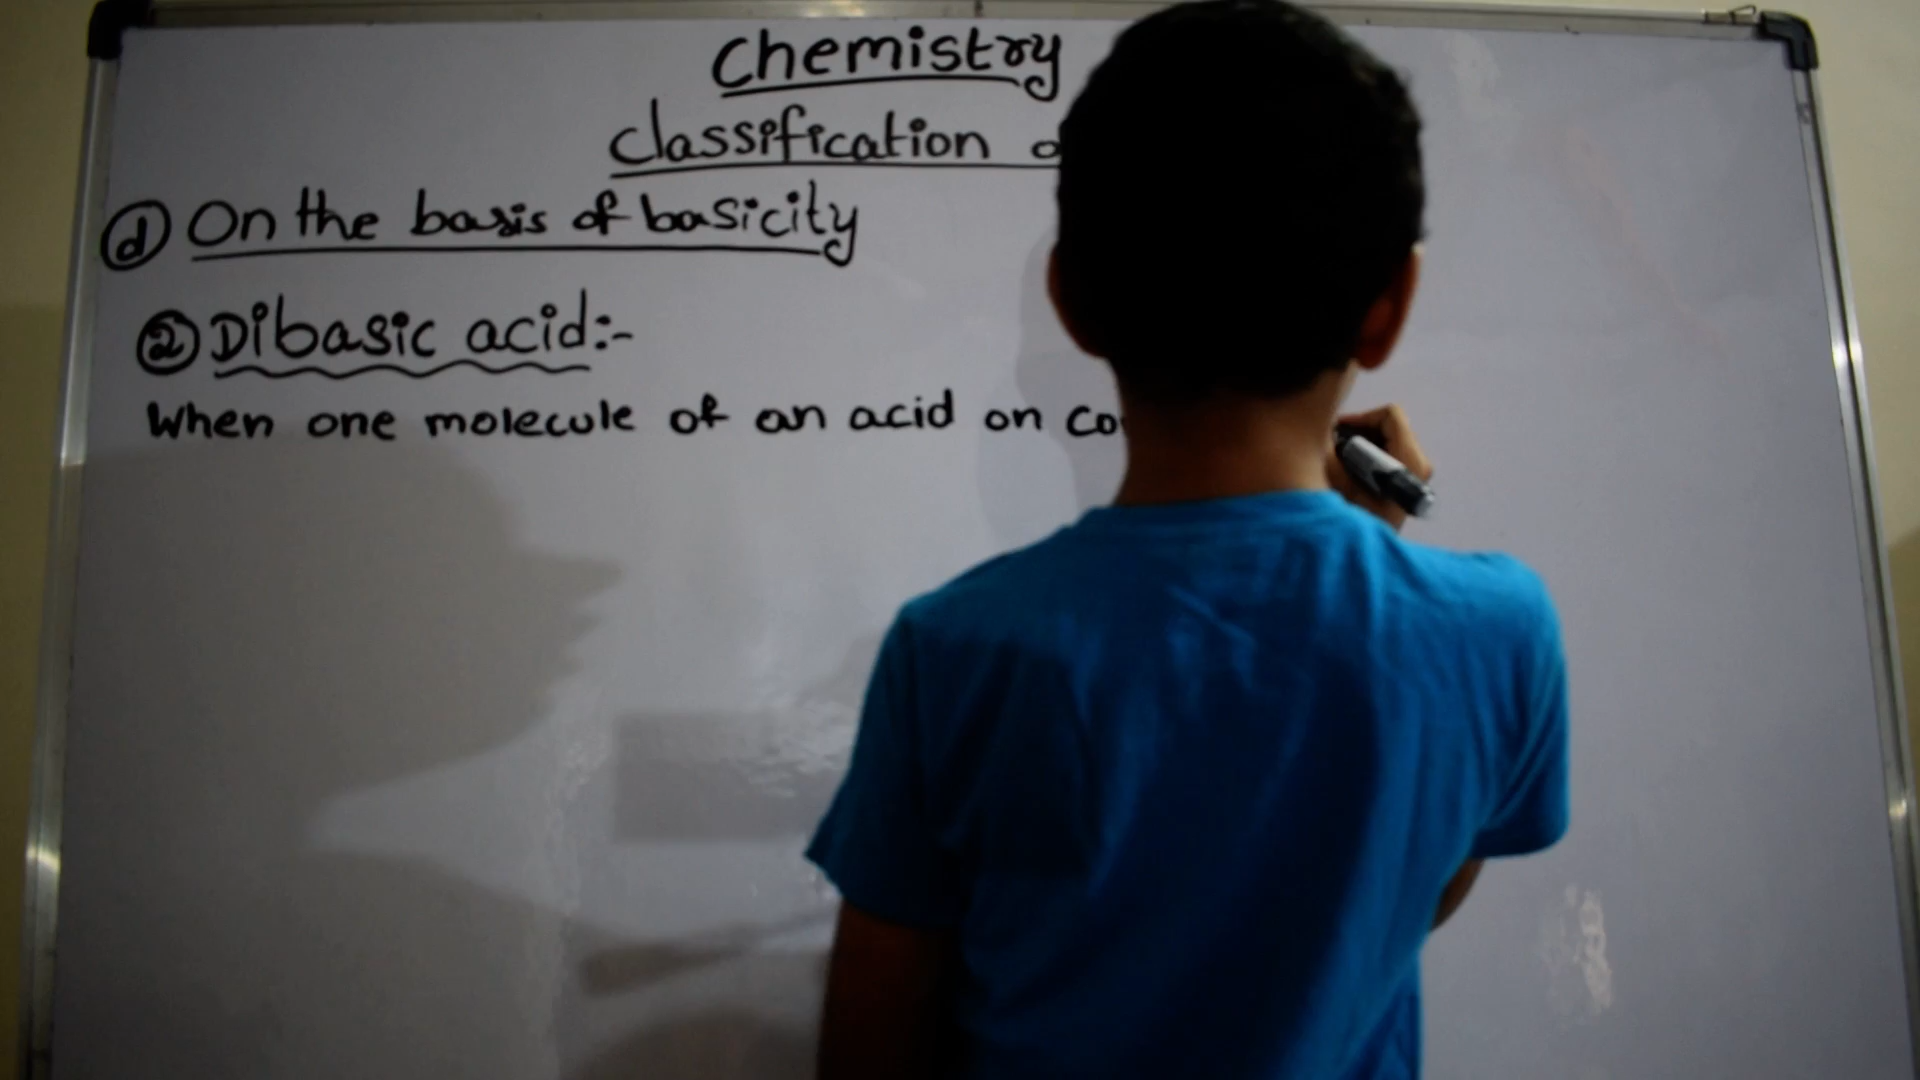 Chemistry
Classification
d On the basis of basicity
2 Dibasic acid:-
When one molecule of an acid on